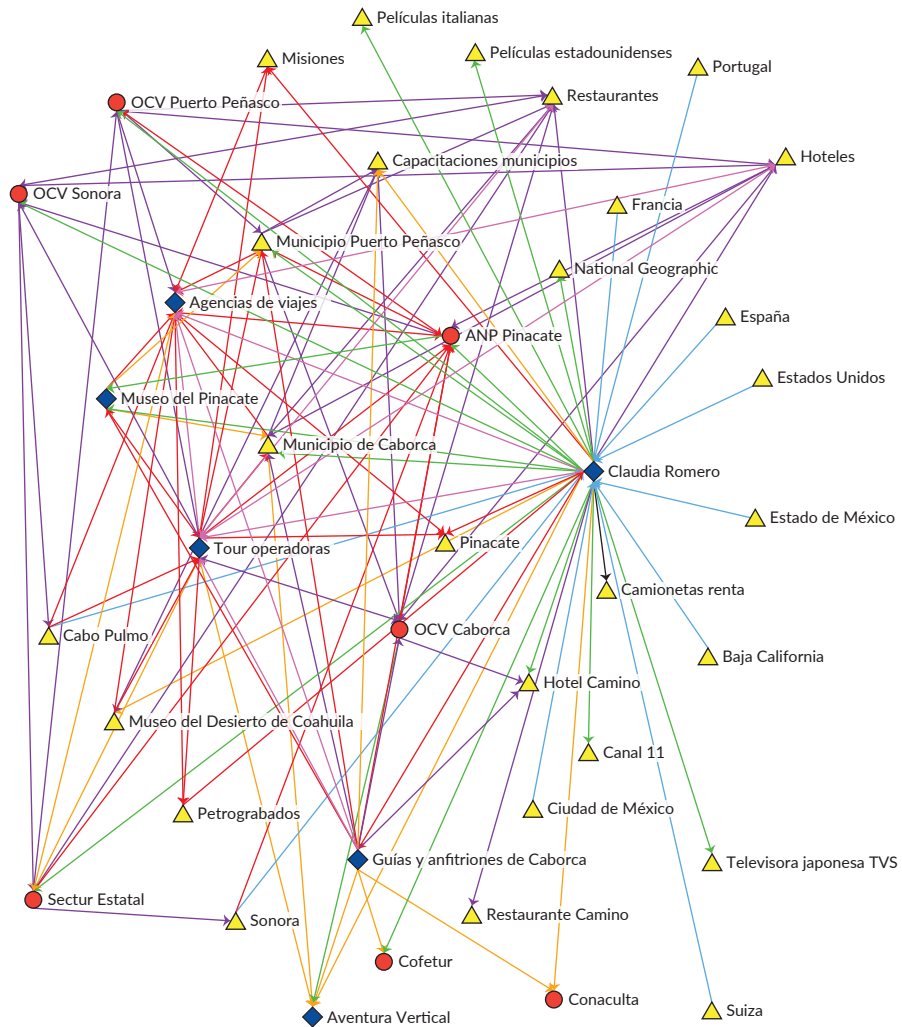 Películas italianas
Películas estadounidenses
Misiones
Portugal
Restaurantes
OCV Puerto Peñasco
Capacitaciones municipios
Hoteles
OCV Sonora
Francia
Municipio Puerto Peñasco
National Geographic
Agencias de viajes
España
ANP Pinacate
Estados Unidos
Museo del Pinacate
Municipio de Caborca
Claudia Romero
Estado de México
Pinacate
Tour operadoras
Camionetas renta
OCV Caborca
Cabo Pulmo
Baja California
Hotel Camino
Museo del Desierto de Coahuila
Canal 11
Ciudad de México
Petrograbados
Guías y anfitriones de Caborca
Televisora japonesa TVS
Sectur Estatal
Restaurante Camino
Sonora
Cofetur
Conaculta
Suiza
Aventura Vertical